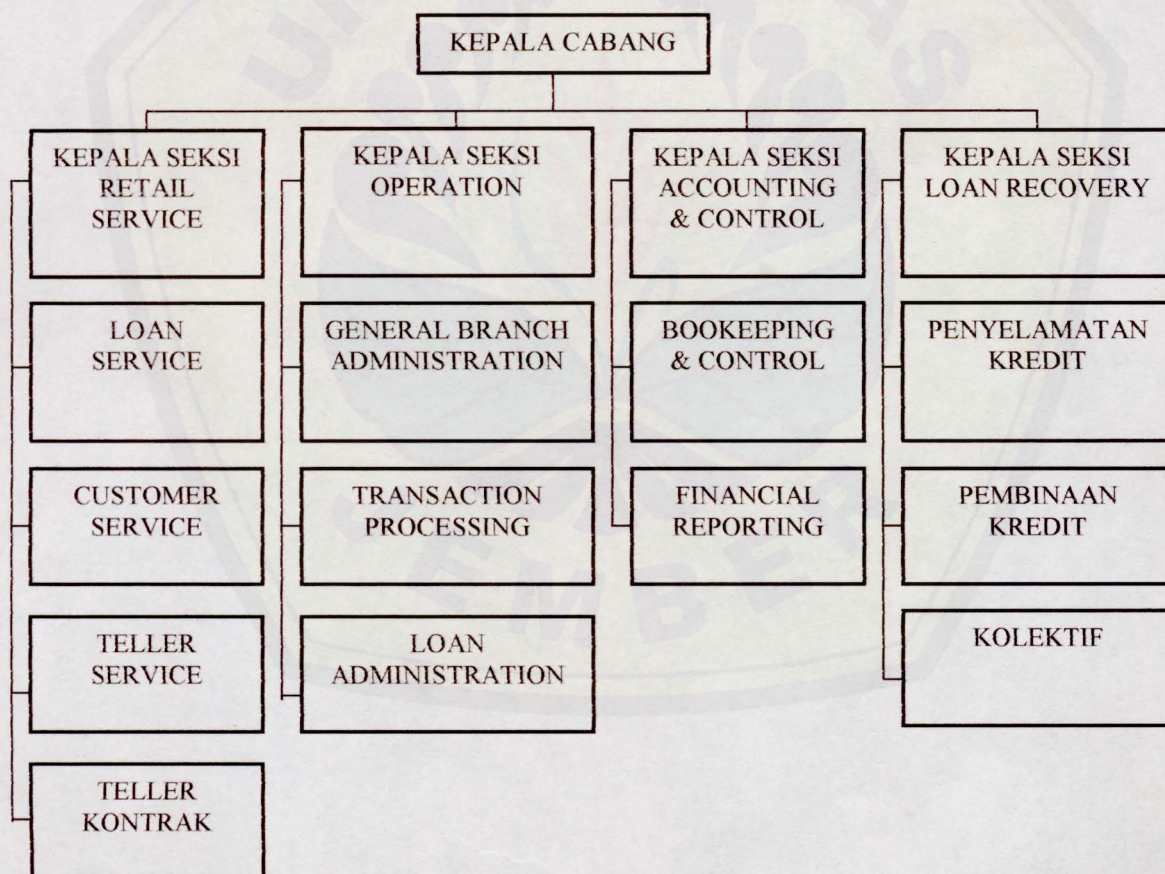 KEPALA CABANG
KEPALA SEKSI
RETAIL
SERVICE
KEPALA SEKSI
OPERATION
KEPALA SEKSI
ACCOUNTING
& CONTROL
KEPALA SEKSI
LOAN RECOVERY
LOAN
SERVICE
GENERAL BRANCH
ADMINISTRATION
BOOKEEPING
& CONTROL
PENYELAMATAN
KREDIT
CUSTOMER
SERVICE
TRANSACTION
PROCESSING
FINANCIAL
REPORTING
PEMBINAAN
KREDIT
TELLER
SERVICE
LOAN
ADMINISTRATION
KOLEKTIF
TELLER
KONTRAK